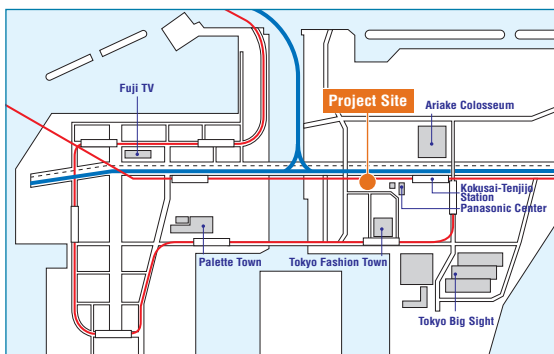 Fuji TV
Project Site
Ariake Colosseum
Kokusai-Tenjijo
Station
Panasonic Center
Palette Town
Tokyo Fashion Town
Tokyo Big Sight